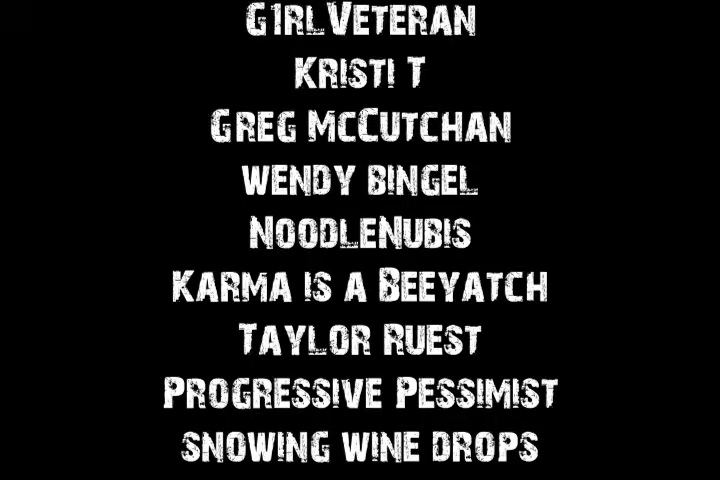 G1rlVeteran
Kristi T
Greg McCutchan
wendy bingel
NoodleNubis
Karma is a Beeyatch
Taylor Ruest
Progressive Pessimist
snowing wine drops